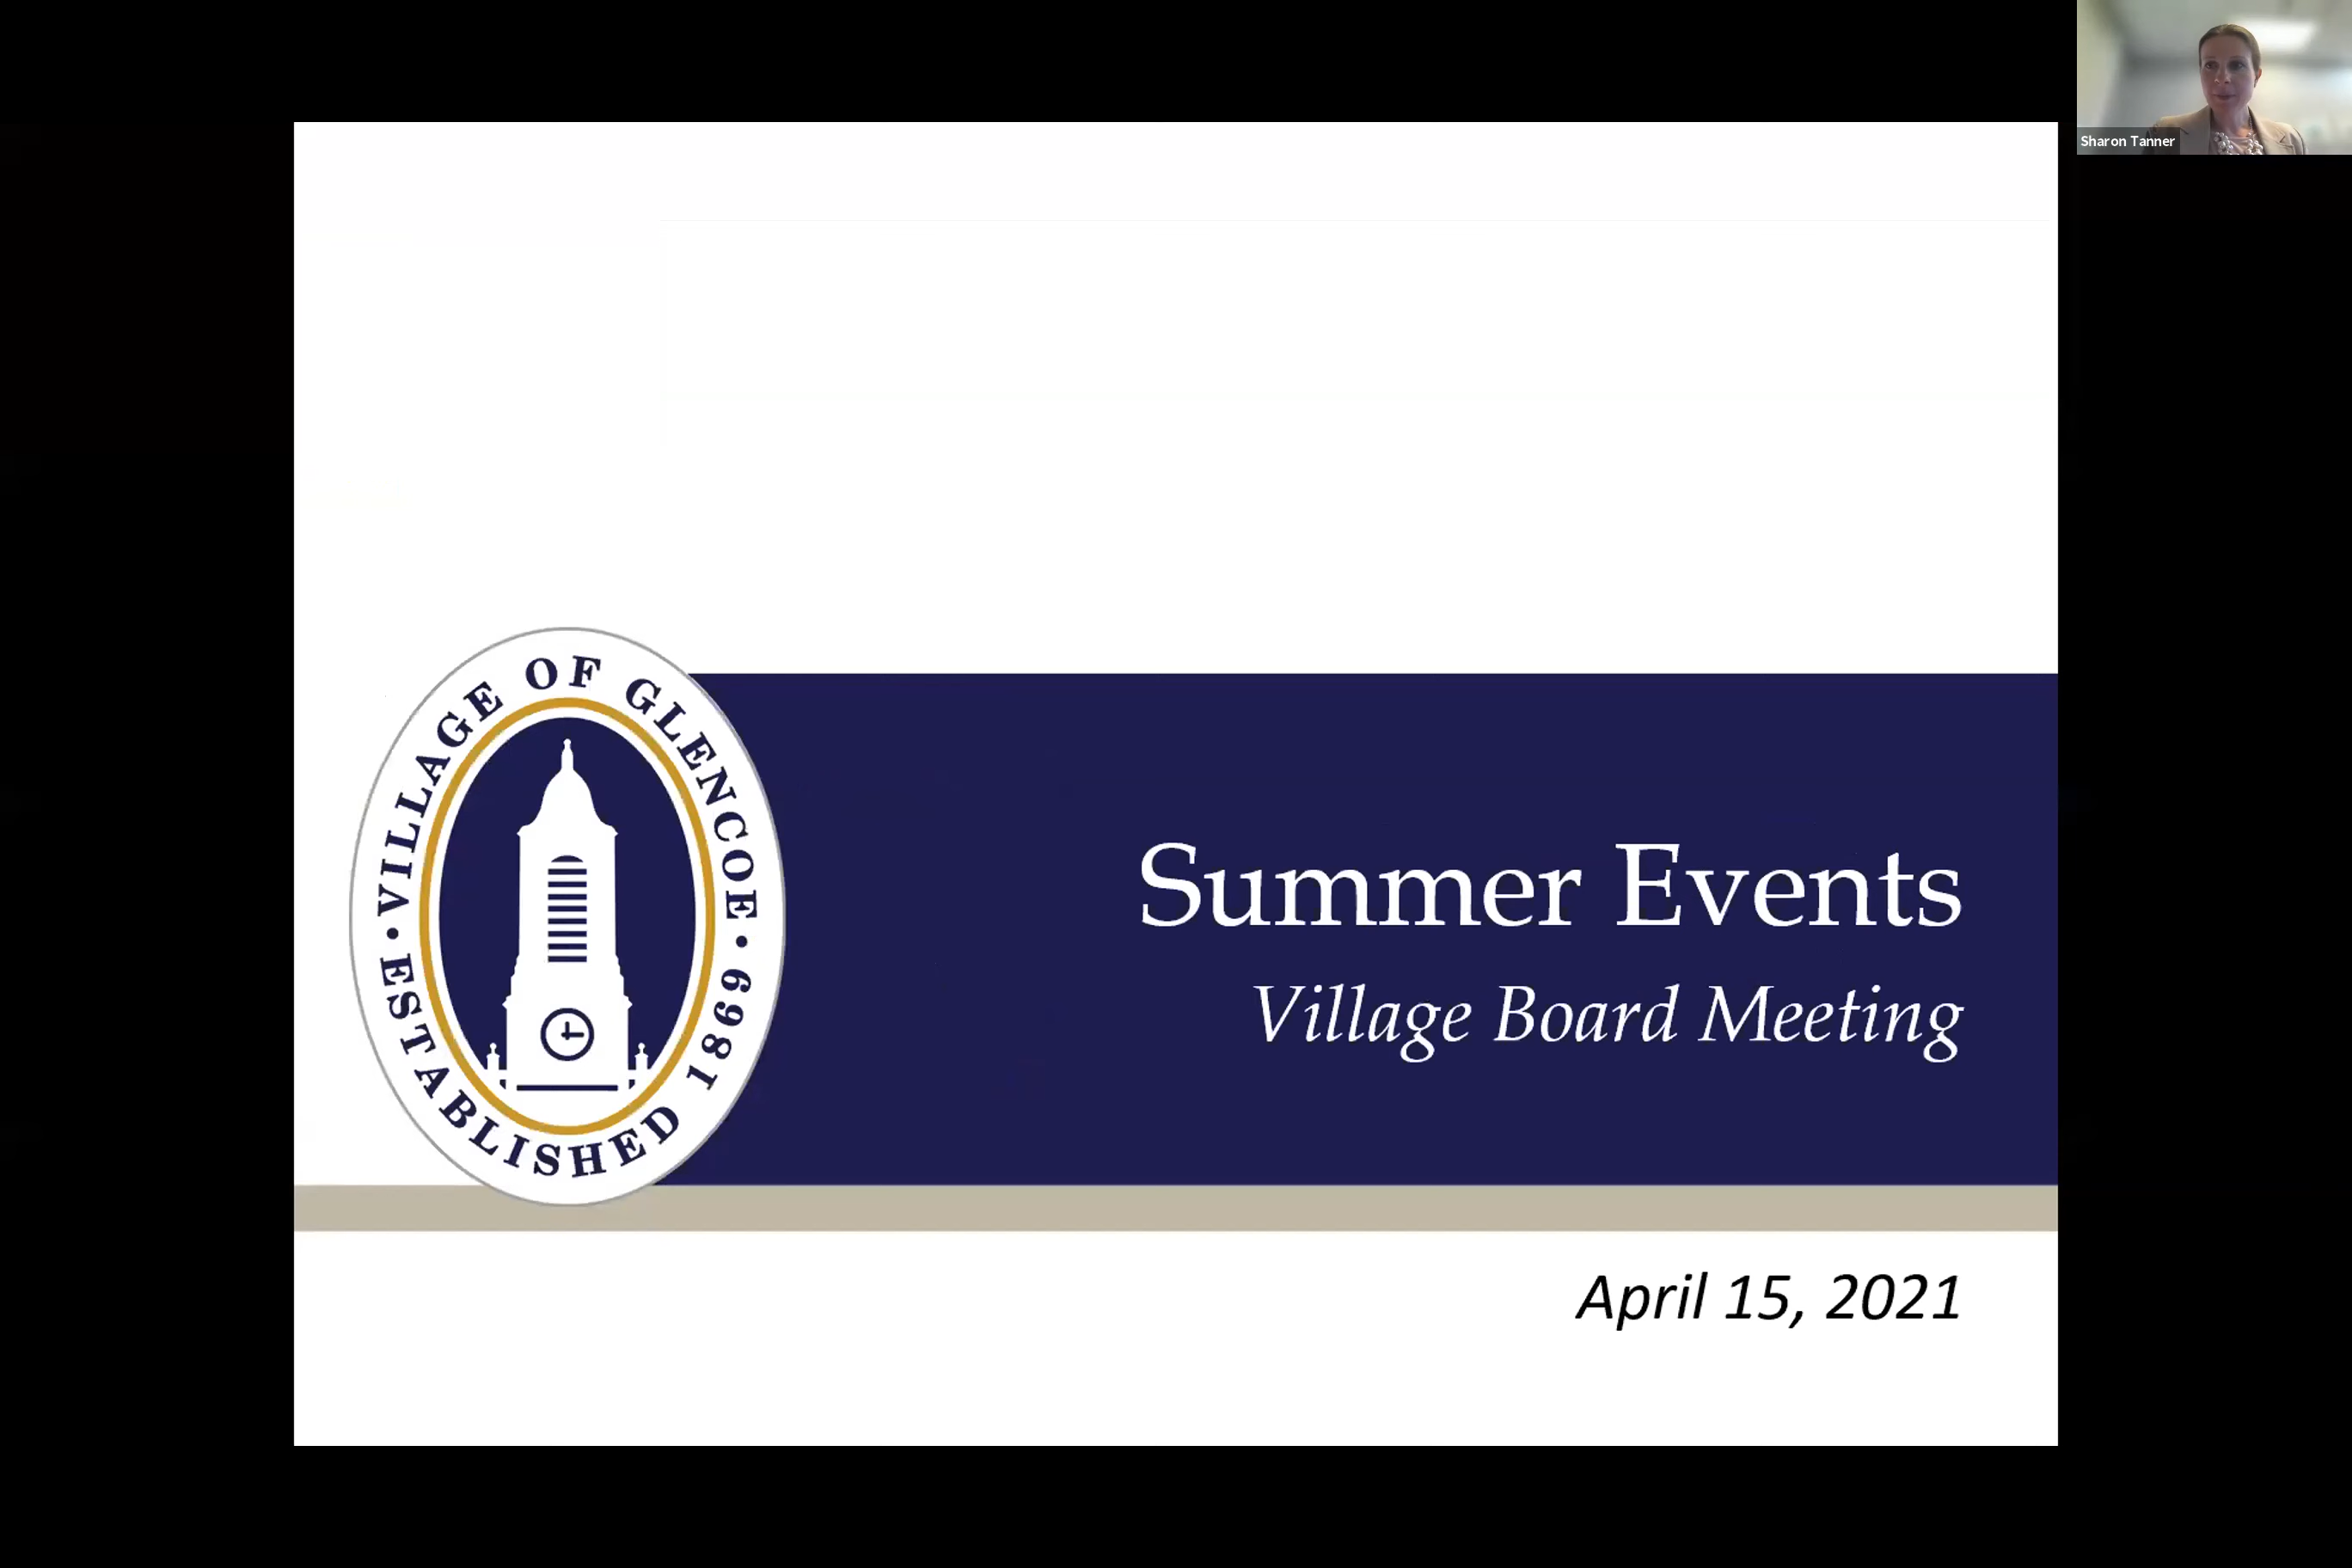 Sharon Tanner
VILLAGE OF GLENCOE
• ESTABLISHED 1869 •
Summer Events
Village Board Meeting
April 15, 2021